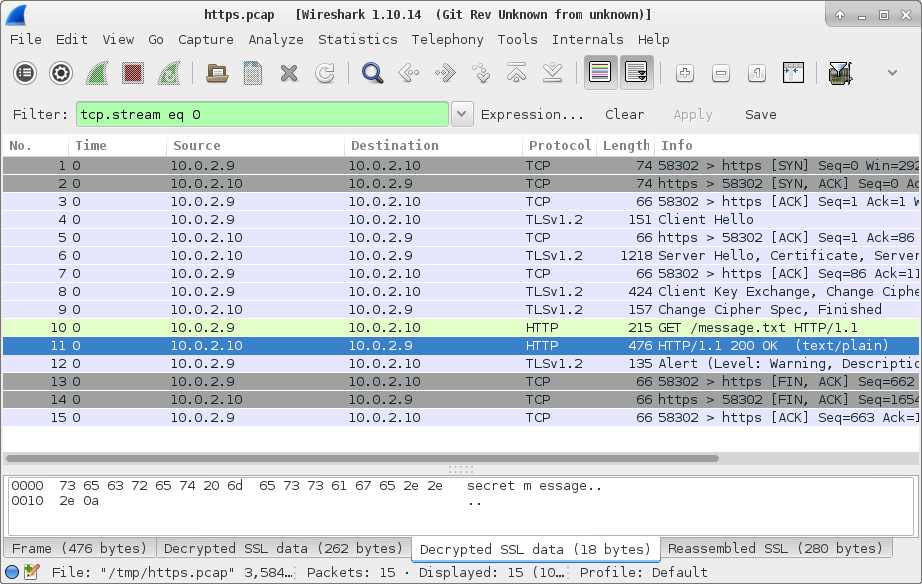 https.pcap [Wireshark 1.10.14 (Git Rev Unknown from unknown)]
File Edit View Go Capture Analyze Statistics Telephony Tools Internals Help
Filter: tcp.stream eq 0 Expression... Clear Apply Save
No. Time Source Destination Protocol Length Info
1 0 10.0.2.9 10.0.2.10 TCP 74 58302 > https [SYN] Seq=0 Win=292
2 0 10.0.2.10 10.0.2.9 TCP 74 https > 58302 [SYN, ACK] Seq=0 Ac
3 0 10.0.2.9 10.0.2.10 TCP 66 58302 > https [ACK] Seq=1 Ack=1 W
4 0 10.0.2.9 10.0.2.10 TLSv1.2 151 Client Hello
5 0 10.0.2.10 10.0.2.9 TCP 66 https > 58302 [ACK] Seq=1 Ack=86
6 0 10.0.2.10 10.0.2.9 TLSv1.2 1218 Server Hello, Certificate, Server
7 0 10.0.2.9 10.0.2.10 TCP 66 58302 > https [ACK] Seq=86 Ack=11
8 0 10.0.2.9 10.0.2.10 TLSv1.2 424 Client Key Exchange, Change Ciphe
9 0 10.0.2.10 10.0.2.9 TLSv1.2 157 Change Cipher Spec, Finished
10 0 10.0.2.9 10.0.2.10 HTTP 215 GET /message.txt HTTP/1.1
11 0 10.0.2.10 10.0.2.9 HTTP 476 HTTP/1.1 200 OK (text/plain)
12 0 10.0.2.9 10.0.2.10 TLSv1.2 135 Alert (Level: Warning, Descriptio
13 0 10.0.2.9 10.0.2.10 TCP 66 58302 > https [FIN, ACK] Seq=662
14 0 10.0.2.10 10.0.2.9 TCP 66 https > 58302 [FIN, ACK] Seq=1654
15 0 10.0.2.9 10.0.2.10 TCP 66 58302 > https [ACK] Seq=663 Ack=1
0000 73 65 63 72 65 74 20 6d 65 73 73 61 67 65 2e 2e secret m essage..
0010 2e 0a ..
Frame (476 bytes) Decrypted SSL data (262 bytes) Decrypted SSL data (18 bytes) Reassembled SSL (280 bytes)
File: "/tmp/https.pcap" 3,584… Packets: 15 · Displayed: 15 (10… Profile: Default